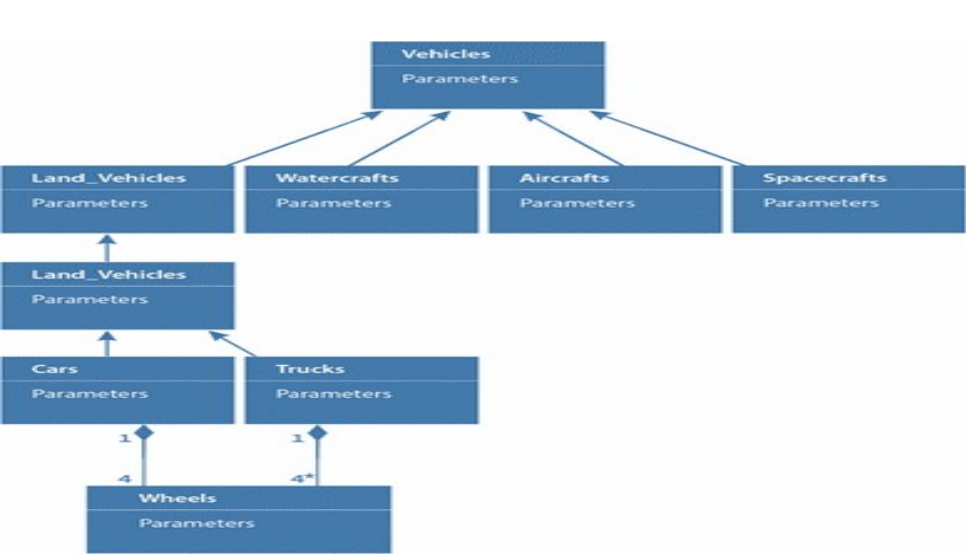 Vehicles
Parameters
Land_Vehicles
Parameters
Watercrafts
Parameters
Aircrafts
Parameters
Spacecrafts
Parameters
Land_Vehicles
Parameters
Cars
Parameters
Trucks
Parameters
1
1
4
4*
Wheels
Parameters